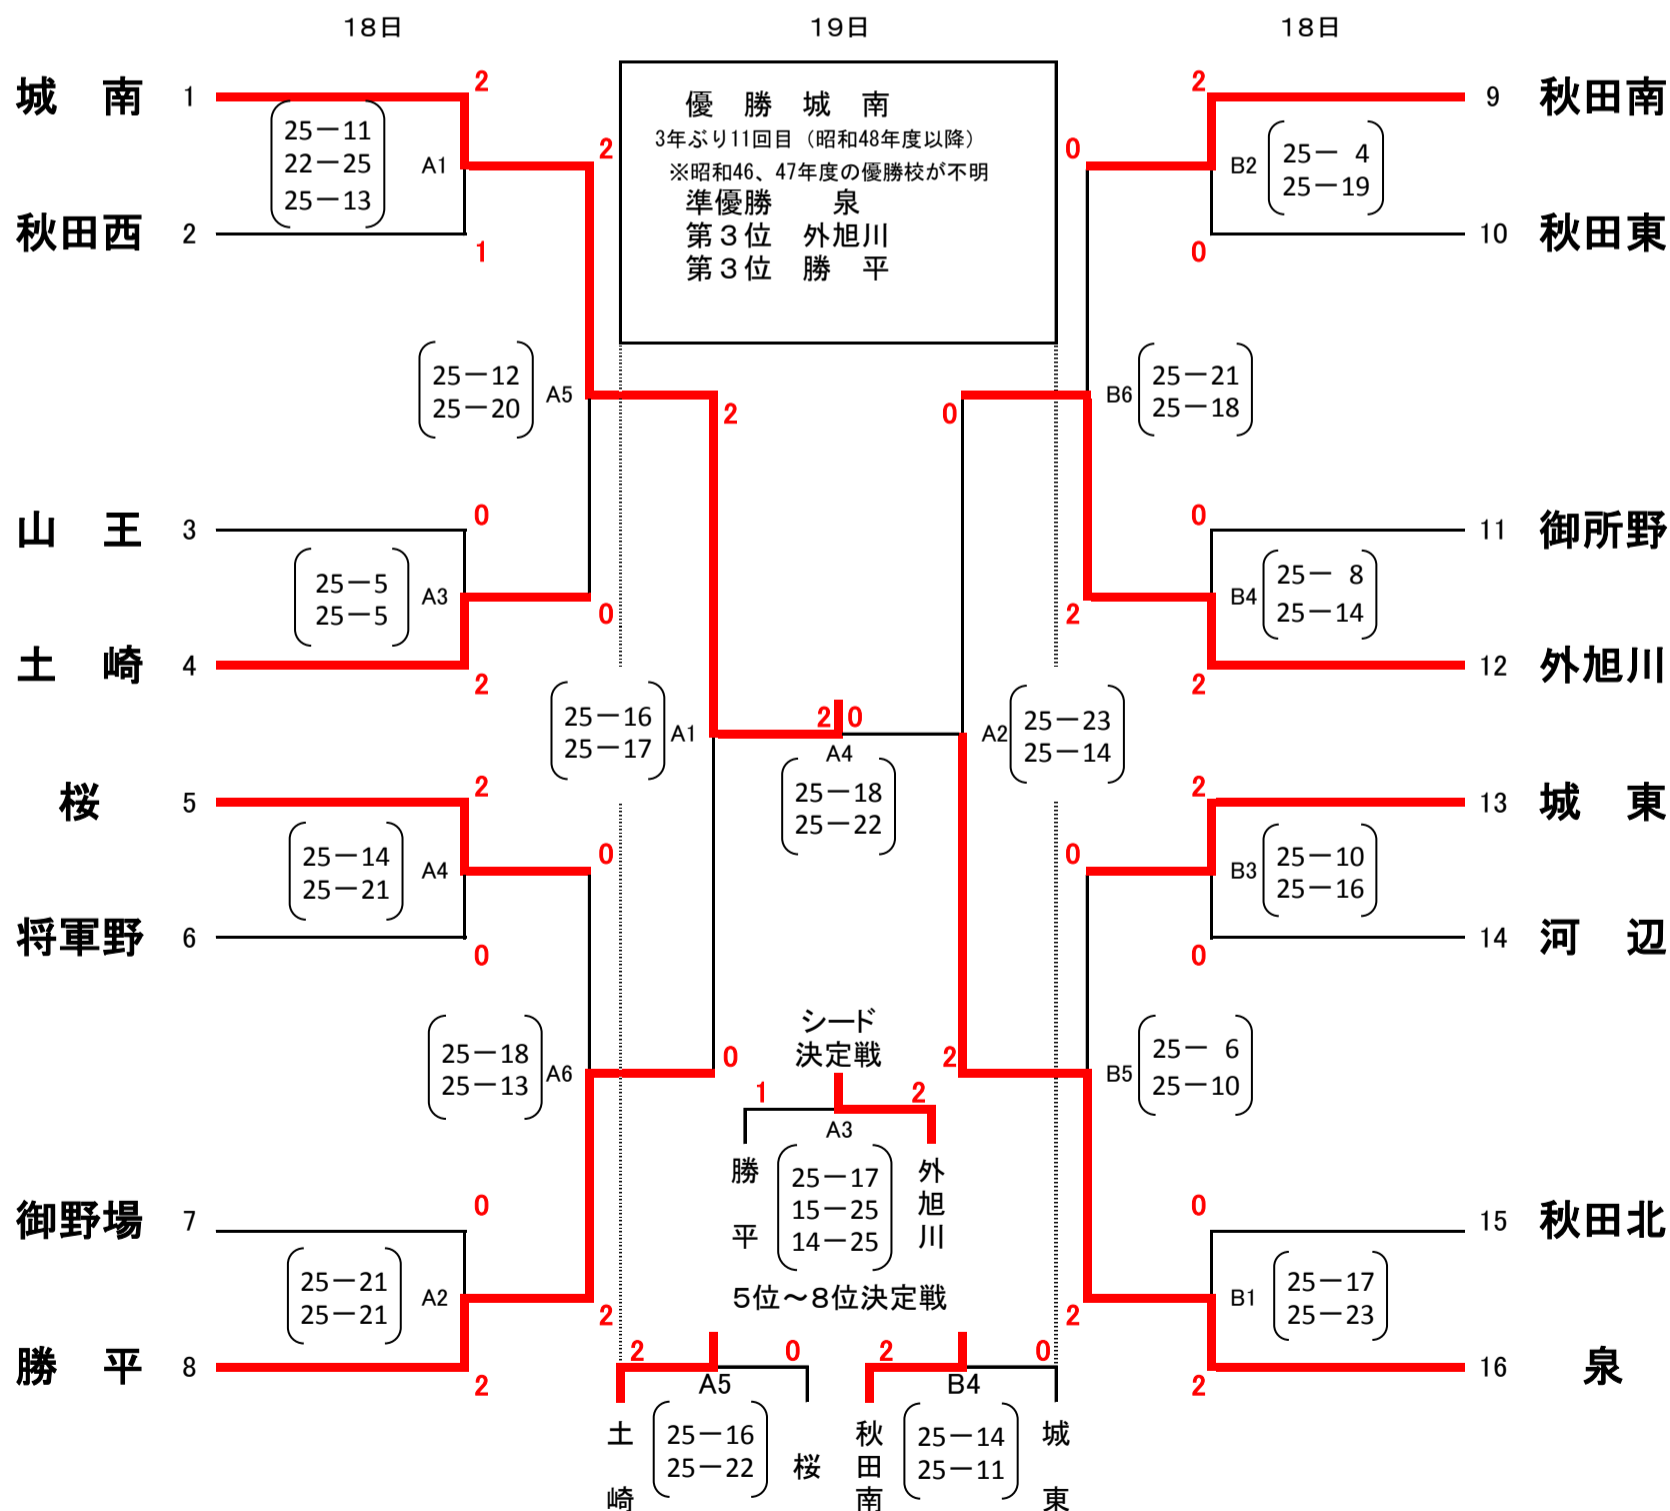 18日
19日
18日
優　勝　城　南
3年ぶり11回目（昭和48年度以降）
※昭和46、47年度の優勝校が不明
準優勝　　泉
第３位　外旭川
第３位　勝　平
城　南 1
2
25－11
22－25
25－13
A1
秋田西 2
1
2
25－12
25－20
A5
2
山　王 3
0
25－5
25－5
A3
0
土　崎 4
2
25－16
25－17
A1
桜 5
2
25－14
25－21
A4
0
将軍野 6
0
25－18
25－13
A6
0
御野場 7
0
25－21
25－21
A2
2
勝　平 8
2
2 0
A4
25－18
25－22
シード
決定戦
1 2
A3
勝　平
25－17
15－25
14－25
外旭川
５位～８位決定戦
2 0
A5
土　崎
25－16
25－22
桜
2 0
B4
秋田南
25－14
25－11
城　東
2
9 秋田南
B2
25－ 4
25－19
0
0
10 秋田東
0
B6
25－21
25－18
0
11 御所野
B4
25－ 8
25－14
2
2
12 外旭川
A2
25－23
25－14
2
13 城　東
B3
25－10
25－16
0
0
14 河　辺
2
B5
25－ 6
25－10
0
15 秋田北
B1
25－17
25－23
2
2
16 泉